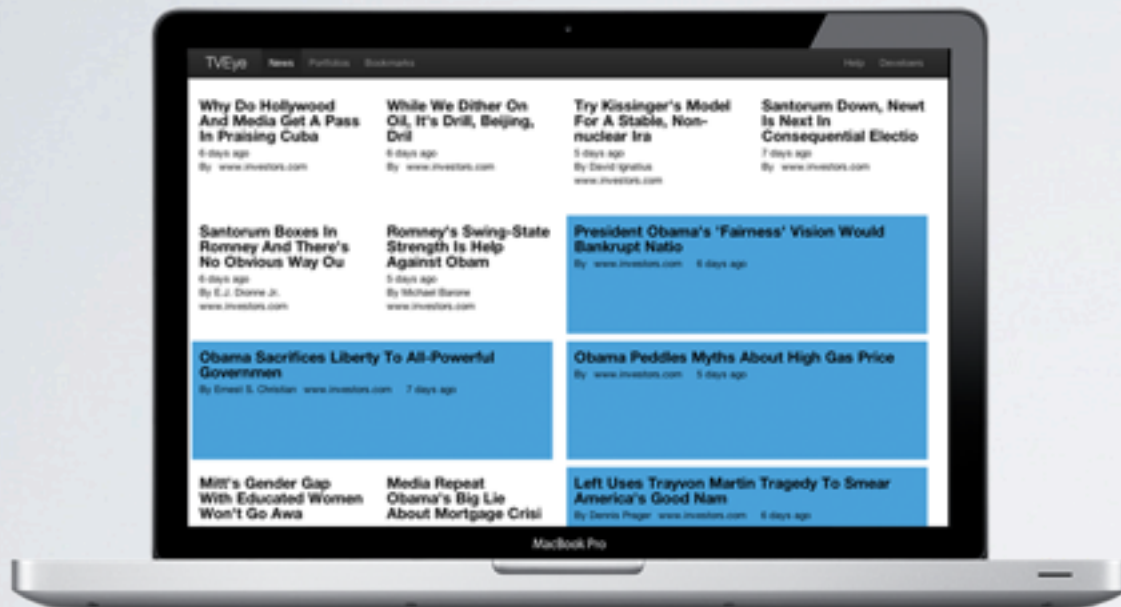 TVEye News Portfolios Bookmarks Help Developers
Why Do Hollywood
And Media Get A Pass
In Praising Cuba
6 days ago
By www.investors.com
While We Dither On
Oil, It's Drill, Beijing,
Dril
6 days ago
By www.investors.com
Try Kissinger's Model
For A Stable, Non-
nuclear Ira
5 days ago
By David Ignatius
www.investors.com
Santorum Down, Newt
Is Next In
Consequential Electio
7 days ago
By www.investors.com
Santorum Boxes In
Romney And There's
No Obvious Way Ou
6 days ago
By E.J. Dionne Jr.
www.investors.com
Romney's Swing-State
Strength Is Help
Against Obam
5 days ago
By Michael Barone
www.investors.com
President Obama's 'Fairness' Vision Would
Bankrupt Natio
By www.investors.com 6 days ago
Obama Sacrifices Liberty To All-Powerful
Governmen
By Ernest S. Christian www.investors.com 7 days ago
Obama Peddles Myths About High Gas Price
By www.investors.com 5 days ago
Mitt's Gender Gap
With Educated Women
Won't Go Awa
Media Repeat
Obama's Big Lie
About Mortgage Crisi
Left Uses Trayvon Martin Tragedy To Smear
America's Good Nam
By Dennis Prager www.investors.com 6 days ago
MacBook Pro